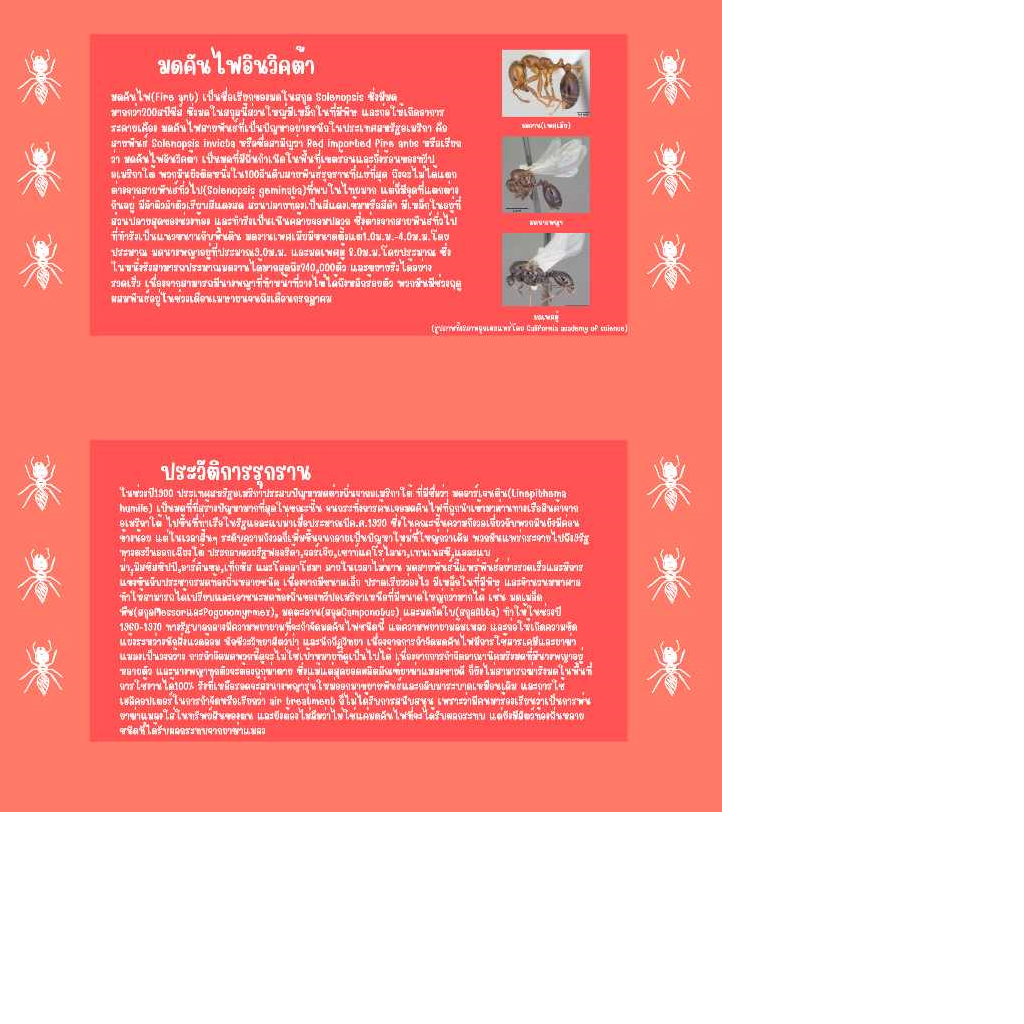 มดคันไฟอินวิคต้า
มดคันไฟ(Fire ant) เป็นชื่อเรียกของมดในสกุล Solenopsis ซึ่งมีมด
มากกว่า200สปีชีส์ ซึ่งมดในสกุลนี้ส่วนใหญ่มีเหล็กในที่มีพิษ และก่อให้เกิดอาการ
ระคายเคือง มดคันไฟสายพันธ์ที่เป็นปัญหาอย่างหนักในประเทศสหรัฐอเมริกา คือ
สายพันธ์ Solenopsis invicta หรือชื่อสามัญว่า Red imported Fire ants หรือเรียก
ว่า มดคันไฟอินวิคต้า เป็นมดที่มีถิ่นกำเนิดในพื้นที่เขตร้อนและกึ่งร้อนของทวีป
อเมริกาใต้ พวกมันยังติดหนึ่งใน100อันดับสายพันธ์รุกรานที่แย่ที่สุด ถึงจะไม่ได้แตก
ต่างจากสายพันธ์ทั่วไป(Solenopsis geminata)ที่พบในไทยมาก แต่ก็มีจุดที่แตกต่าง
กันอยู่ มีลำตัวลำตัวเรียบสีแดงสด ส่วนปลายท้องเป็นสีแดงเข้มหรือสีดำ มีเหล็กในอยู่ที่
ส่วนปลายสุดของช่วงท้อง และทำรังเป็นเนินคล้ายจอมปลวก ซึ่งต่างจากสายพันธ์ทั่วไป
ที่ทำรังเป็นแนวขนานกับพื้นดิน มดงานเพศเมียมีขนาดตั้งแต่1.0ม.ม.-4.0ม.ม.โดย
ประมาณ มดนางพญาอยู่ที่ประมาณ9.0ม.ม. และมดเพศผู้ 8.0ม.ม.โดยประมาณ ซึ่ง
ในหนึ่งรังสามารถประมาณมดงานได้มากสุดถึง240,000ตัว และขยายรังได้อย่าง
รวดเร็ว เนื่องจากสามารถมีนางพญาที่ทำหน้าที่วางไข่ได้ถึงหลักร้อยตัว พวกมันมีช่วงฤดู
ผสมพันธ์อยู่ในช่วงเดือนเมษายนจนถึงเดือนกรกฎาคม
มดงาน(เพศเมีย)
มดนางพญา
มดเพศผู้
(รูปภาพทั้งสามภาพถูกเผยแพร่โดย California academy of science)
ประวัติการรุกราน
ในช่วงปี1900 ประเทศสหรัฐอเมริกาประสบปัญหามดต่างถิ่นจากอเมริกาใต้ ที่มีชื่อว่า มดอาร์เจนติน(Linepithema
humile) เป็นมดที่ที่สร้างปัญหามากที่สุดในขณะนั้น จนกระทั่งการค้นเจอมดคันไฟที่ถูกนำเข้ามาผ่านทางเรือสินค้าจาก
อเมริกาใต้ ไปขึ้นที่ท่าเรือในรัฐแอละแบมาเมื่อประมาณปีค.ศ.1930 ซึ่งในตอนนั้นความกังวลเกี่ยวกับพวกมันยังมีค่อน
ข้างน้อย แต่ในเวลาสั้นๆ ระดับความกังวลก็เพิ่มขึ้นจนกลายเป็นปัญหาใหม่ที่ใหญ่กว่าเดิม พวกมันแพร่กระจายไปถึง9รัฐ
ทางตะวันออกเฉียงใต้ ประกอบด้วยรัฐฟลอริดา,จอร์เจีย,เซาท์แคโรไลน่า,เทนเนสซี,แอละแบ
ม่า,มิสซิสซิปปี,อาร์คันซอ,เท็กซัส และโอคลาโฮมา ภายในเวลาไม่นาน มดสายพันธ์นี้แพร่พันธ์อย่างรวดเร็วและมีการ
แข่งขันกับประชากรมดท้องถิ่นหลายชนิด เนื่องจากมีขนาดเล็ก ปราดเปรียวว่องไว มีเหล็กในที่มีพิษ และจำนวนมหาศาล
ทำให้สามารถได้เปรียบและเอาชนะมดท้องถิ่นของทวีปอเมริกาเหนือที่มีขนาดใหญ่กว่ามากได้ เช่น มดเมล็ด
พืช(สกุลMessorและPogonomyrmex), มดตะลาน(สกุลCamponotus) และมดกัดใบ(สกุลAtta) ทำให้ในช่วงปี
1960-1970 ทางรัฐบาลกลางมีความพยายามที่จะกำจัดมดคันไฟชนิดนี้ แต่ความพยายามล้มเหลว และก่อให้เกิดความขัด
แย้งระหว่างนักสิ่งแวดล้อม นักชีวะวิทยาสัตว์ป่า และนักกีฏวิทยา เนื่องจากการกำจัดมดคันไฟมีการใช้สารเคมีและยาฆ่า
แมลงเป็นวงกว้าง การกำจัดมดพวกนี้ดูจะไม่ใช่เป้าหมายที่ดูเป็นไปได้ เนื่องจากการกำจัดอาณานิคมรังมดที่มีนางพญาอยู่
หลายตัว และนางพญาทุกตัวจะต้องถูกฆ่าตาย ซึ่งแม้แต่สุดยอดผลิตภัณฑ์ยาฆ่าแมลงขายดี ก็ยังไม่สามารถฆ่ารังมดในพื้นที่
การใช้งานได้100% รังที่เหลือรอดจะส่งนางพญารุ่นใหม่ออกมาขยายพันธ์และกลับมาระบาดเหมือนเดิม และการใช้
เฮลิคอปเตอร์ในการกำจัดหรือเรียกว่า air treatment ก็ไม่ได้รับการสนับสนุน เพราะว่ามีคนมาร้องเรียนว่าเป็นการพ่น
ยาฆ่าแมลงใส่ในทรัพย์สินของตน และยังต้องไม่ลืมว่าไม่ใช่แค่มดคันไฟที่จะได้รับผลกระทบ แต่ยังมีสัตว์ท้องถิ่นหลาย
ชนิดที่ได้รับผลกระทบจากยาฆ่าแมลง